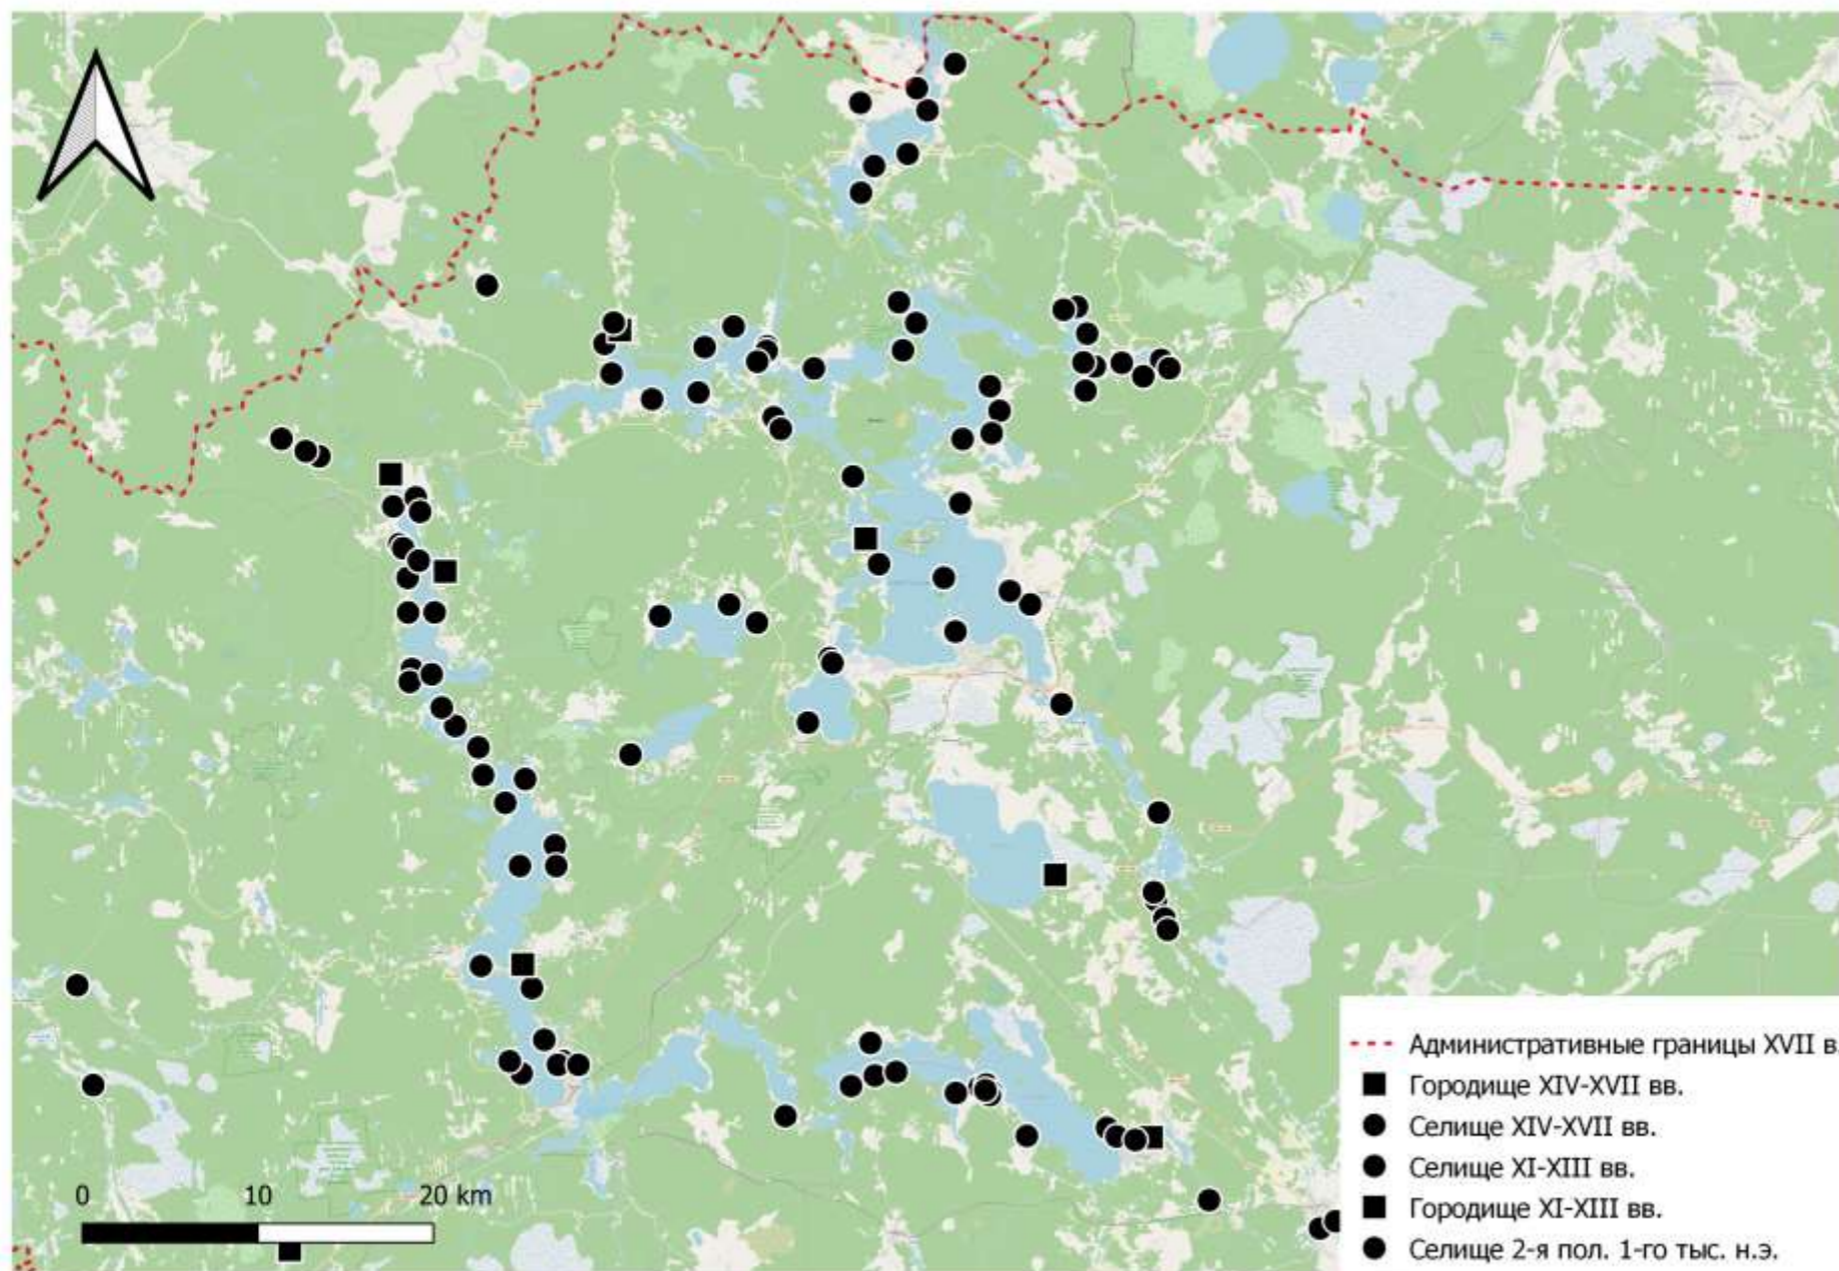 0 10 20 km
Административные границы XVII в
Городище XIV-XVII вв.
Селище XIV-XVII вв.
Селище XI-XIII вв.
Городище XI-XIII вв.
Селище 2-я пол. 1-го тыс. н.э.